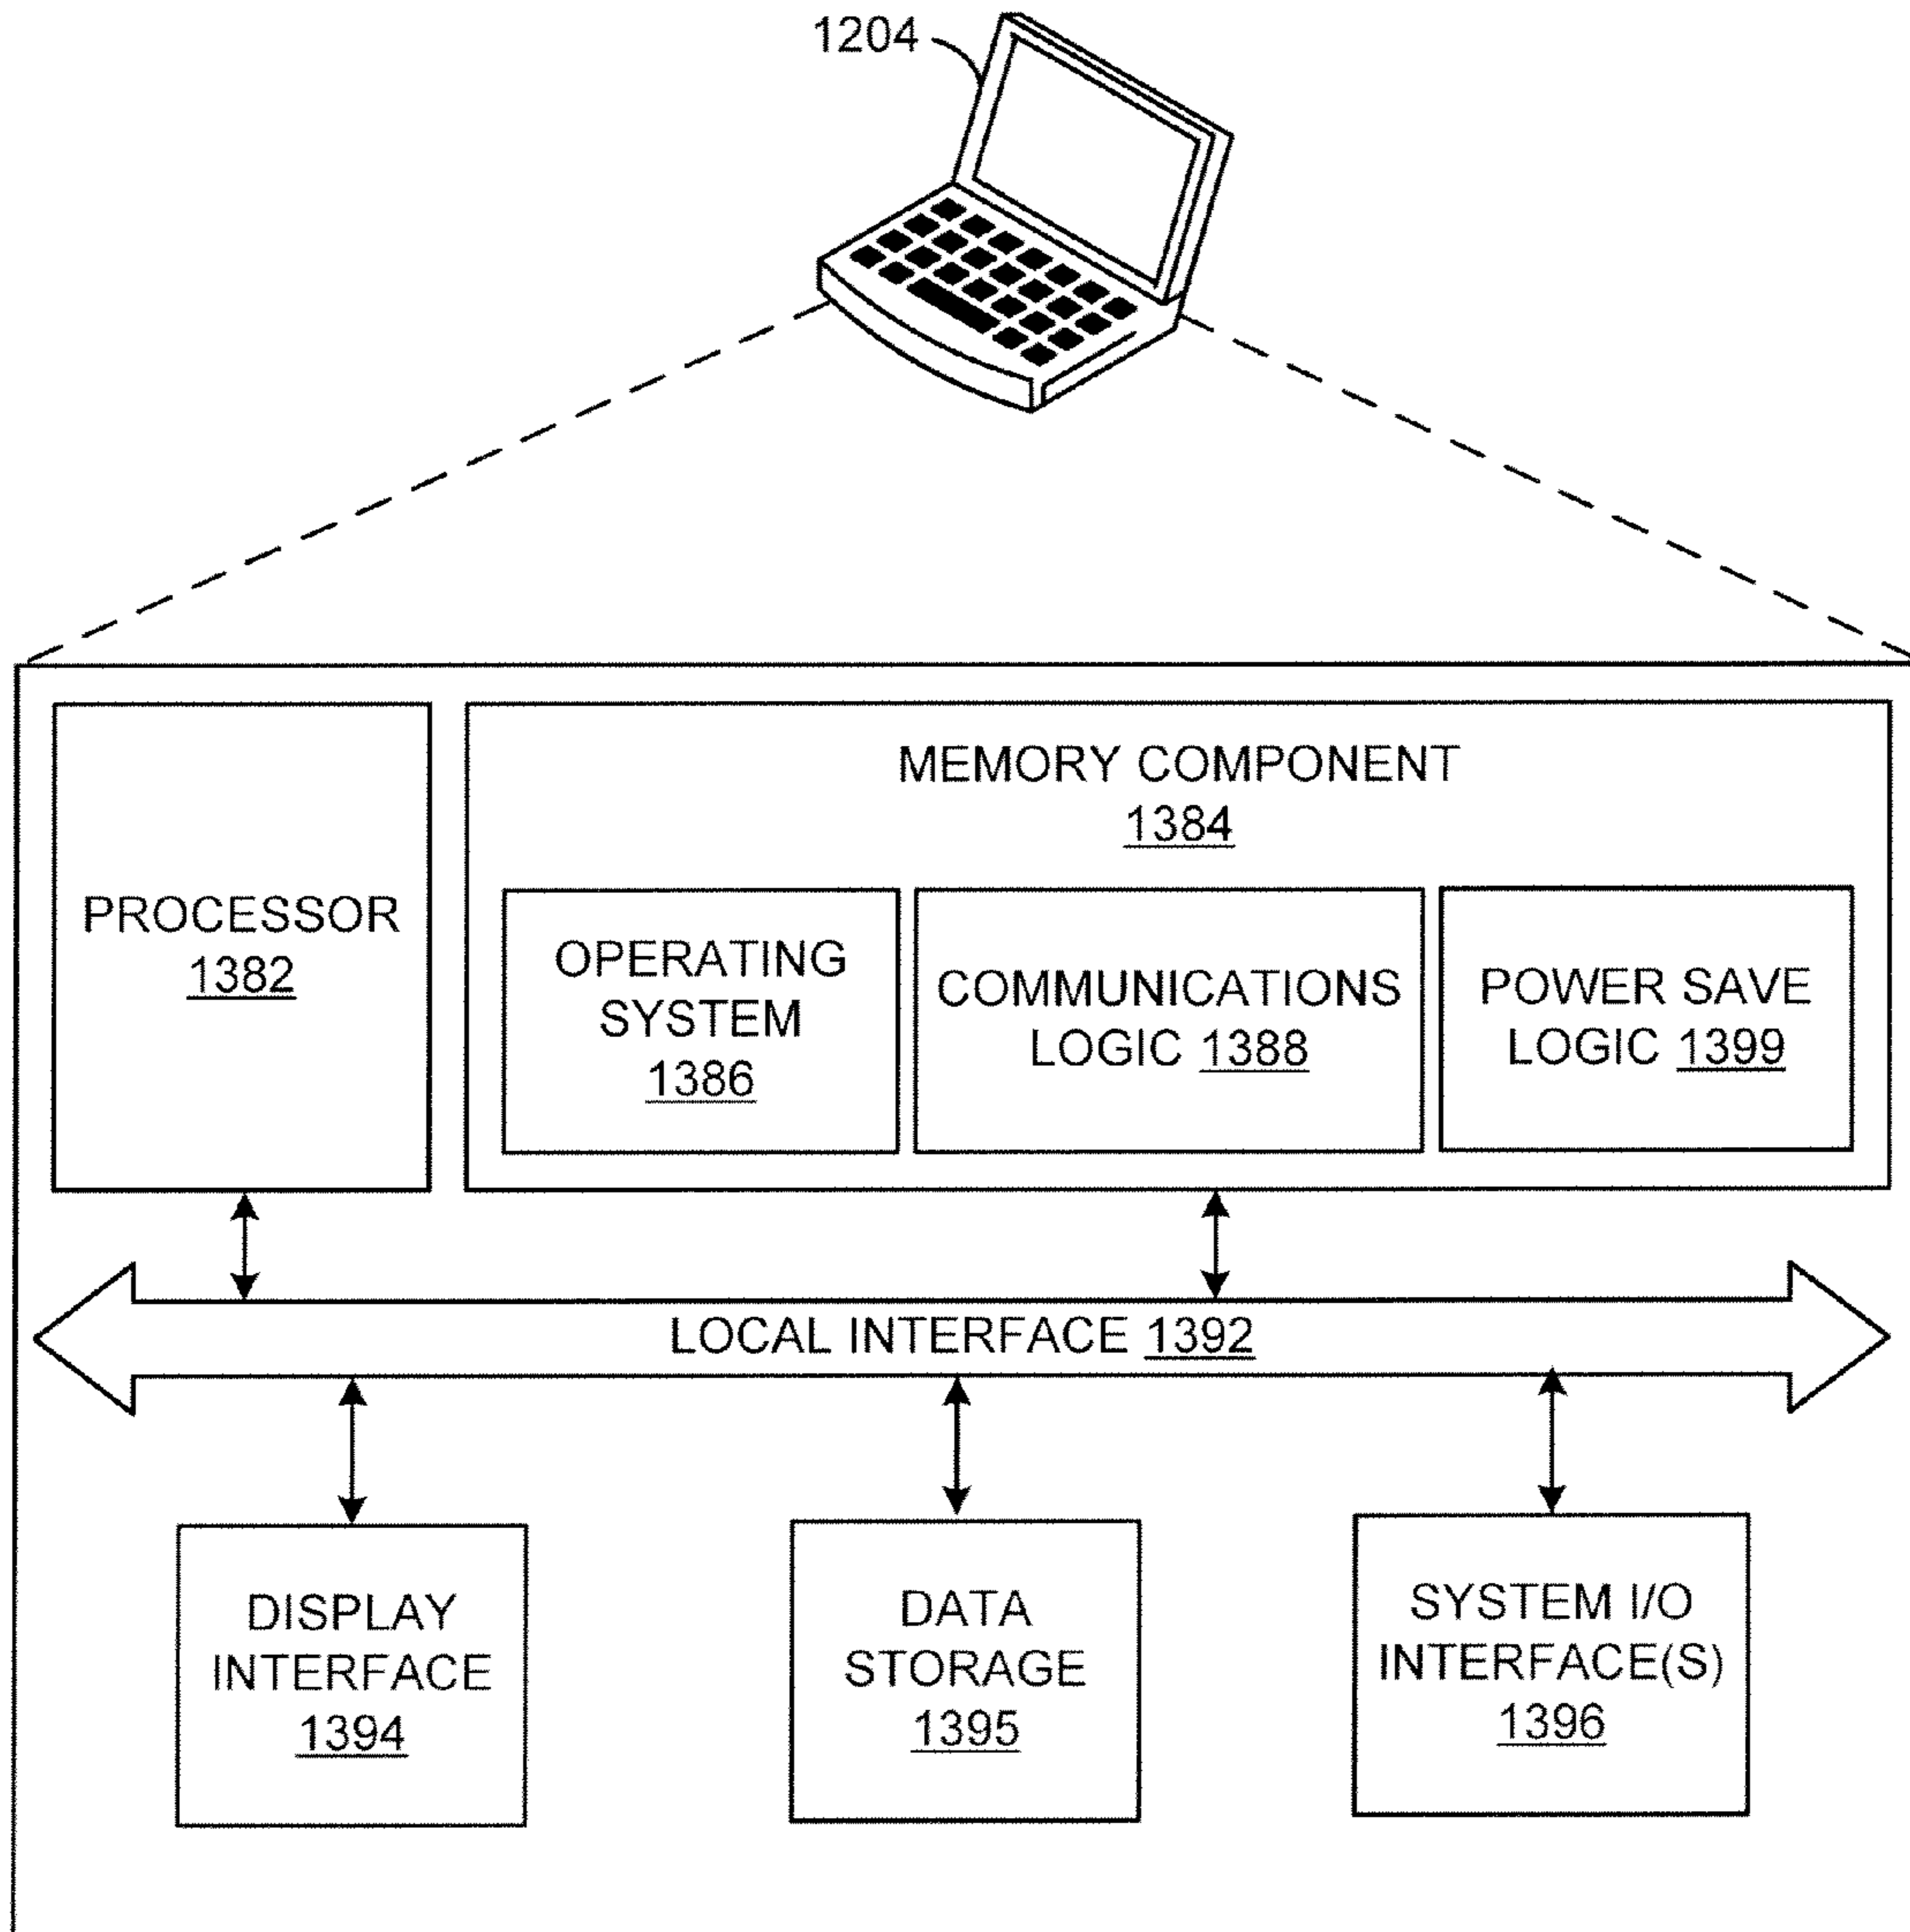 1204
PROCESSOR
1382
MEMORY COMPONENT
1384
OPERATING
SYSTEM
1386
COMMUNICATIONS
LOGIC 1388
POWER SAVE
LOGIC 1399
LOCAL INTERFACE 1392
DISPLAY
INTERFACE
1394
DATA
STORAGE
1395
SYSTEM I/O
INTERFACE(S)
1396